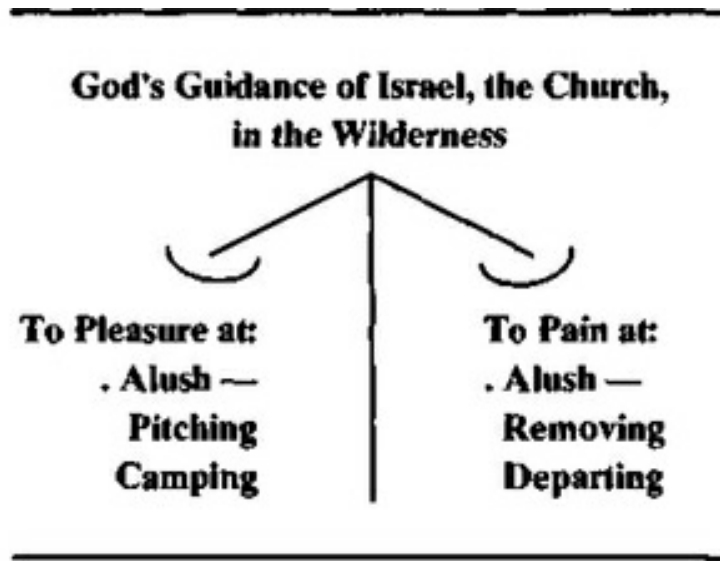 God's Guidance of Israel, the Church,
in the Wilderness
To Pleasure at:
. Alush —
Pitching
Camping
To Pain at:
. Alush —
Removing
Departing